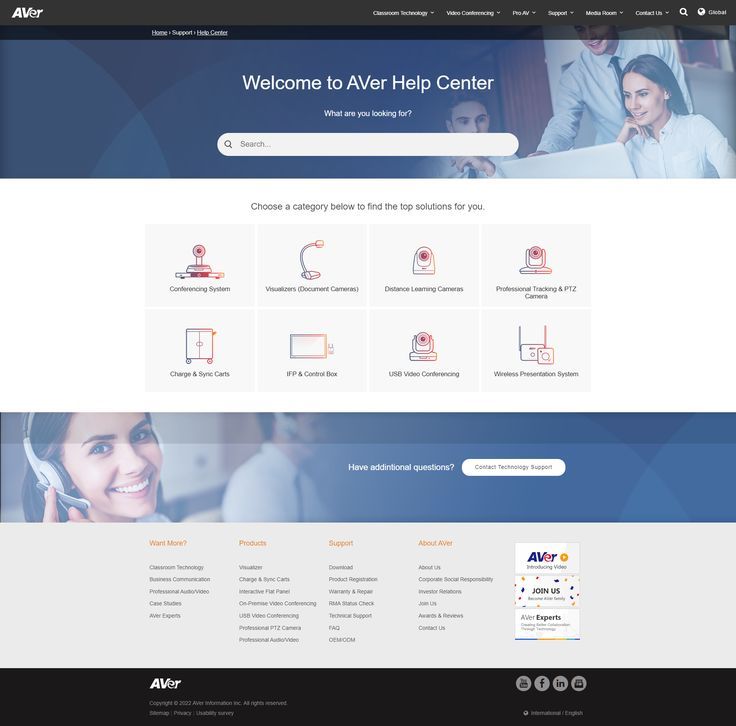 AVer
Classroom Technology
Video Conferencing
Pro AV
Support
Media Room
Contact Us
Global
Home › Support › Help Center
Welcome to AVer Help Center
What are you looking for?
Search...
Choose a category below to find the top solutions for you.
Conferencing System
Visualizers (Document Cameras)
Distance Learning Cameras
Professional Tracking & PTZ
Camera
Charge & Sync Carts
IFP & Control Box
USB Video Conferencing
Wireless Presentation System
Have addintional questions?
Contact Technology Support
Want More?
Classroom Technology
Business Communication
Professional Audio/Video
Case Studies
AVer Experts
Products
Visualizer
Charge & Sync Carts
Interactive Flat Panel
On-Premise Video Conferencing
USB Video Conferencing
Professional PTZ Camera
Professional Audio/Video
Support
Download
Product Registration
Warranty & Repair
RMA Status Check
Technical Support
FAQ
OEM/ODM
About AVer
About Us
Corporate Social Responsibility
Investor Relations
Join Us
Awards & Reviews
Contact Us
AVer
Introducing Video
JOIN US
Become AVer family
AVer Experts
Creating Better Collaboration
Through Technology
AVer
Copyright © 2022 AVer Information Inc. All rights reserved.
Sitemap | Privacy | Usability survey
International / English